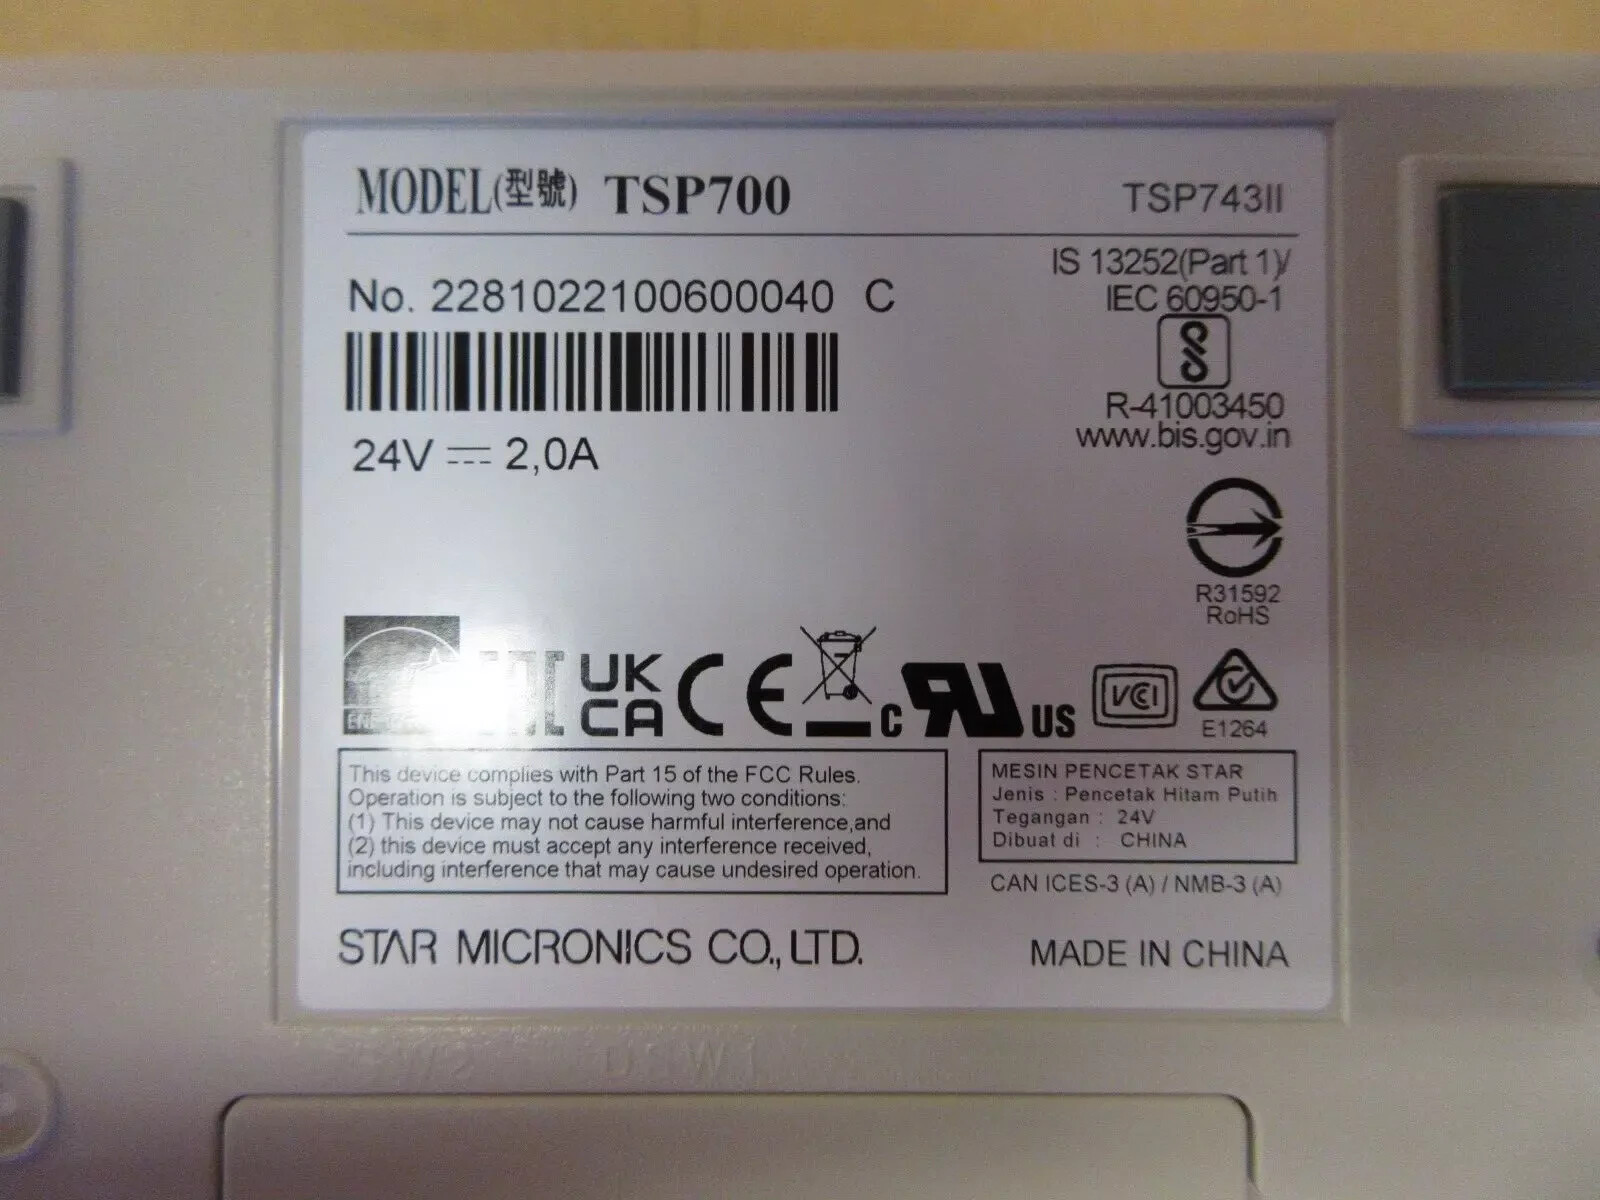 MODEL(型號) TSP700
TSP743II
No. 2281022100600040 C
IS 13252(Part 1)/
IEC 60950-1
R-41003450
www.bis.gov.in
24V 2,0A
R31592
RoHS
UK
CA
CE
c US
VCI
E1264
This device complies with Part 15 of the FCC Rules.
Operation is subject to the following two conditions:
(1) This device may not cause harmful interference,and
(2) this device must accept any interference received,
including interference that may cause undesired operation.
MESIN PENCETAK STAR
Jenis : Pencetak Hitam Putih
Tegangan : 24V
Dibuat di : CHINA
CAN ICES-3 (A) / NMB-3 (A)
STAR MICRONICS CO., LTD.
MADE IN CHINA